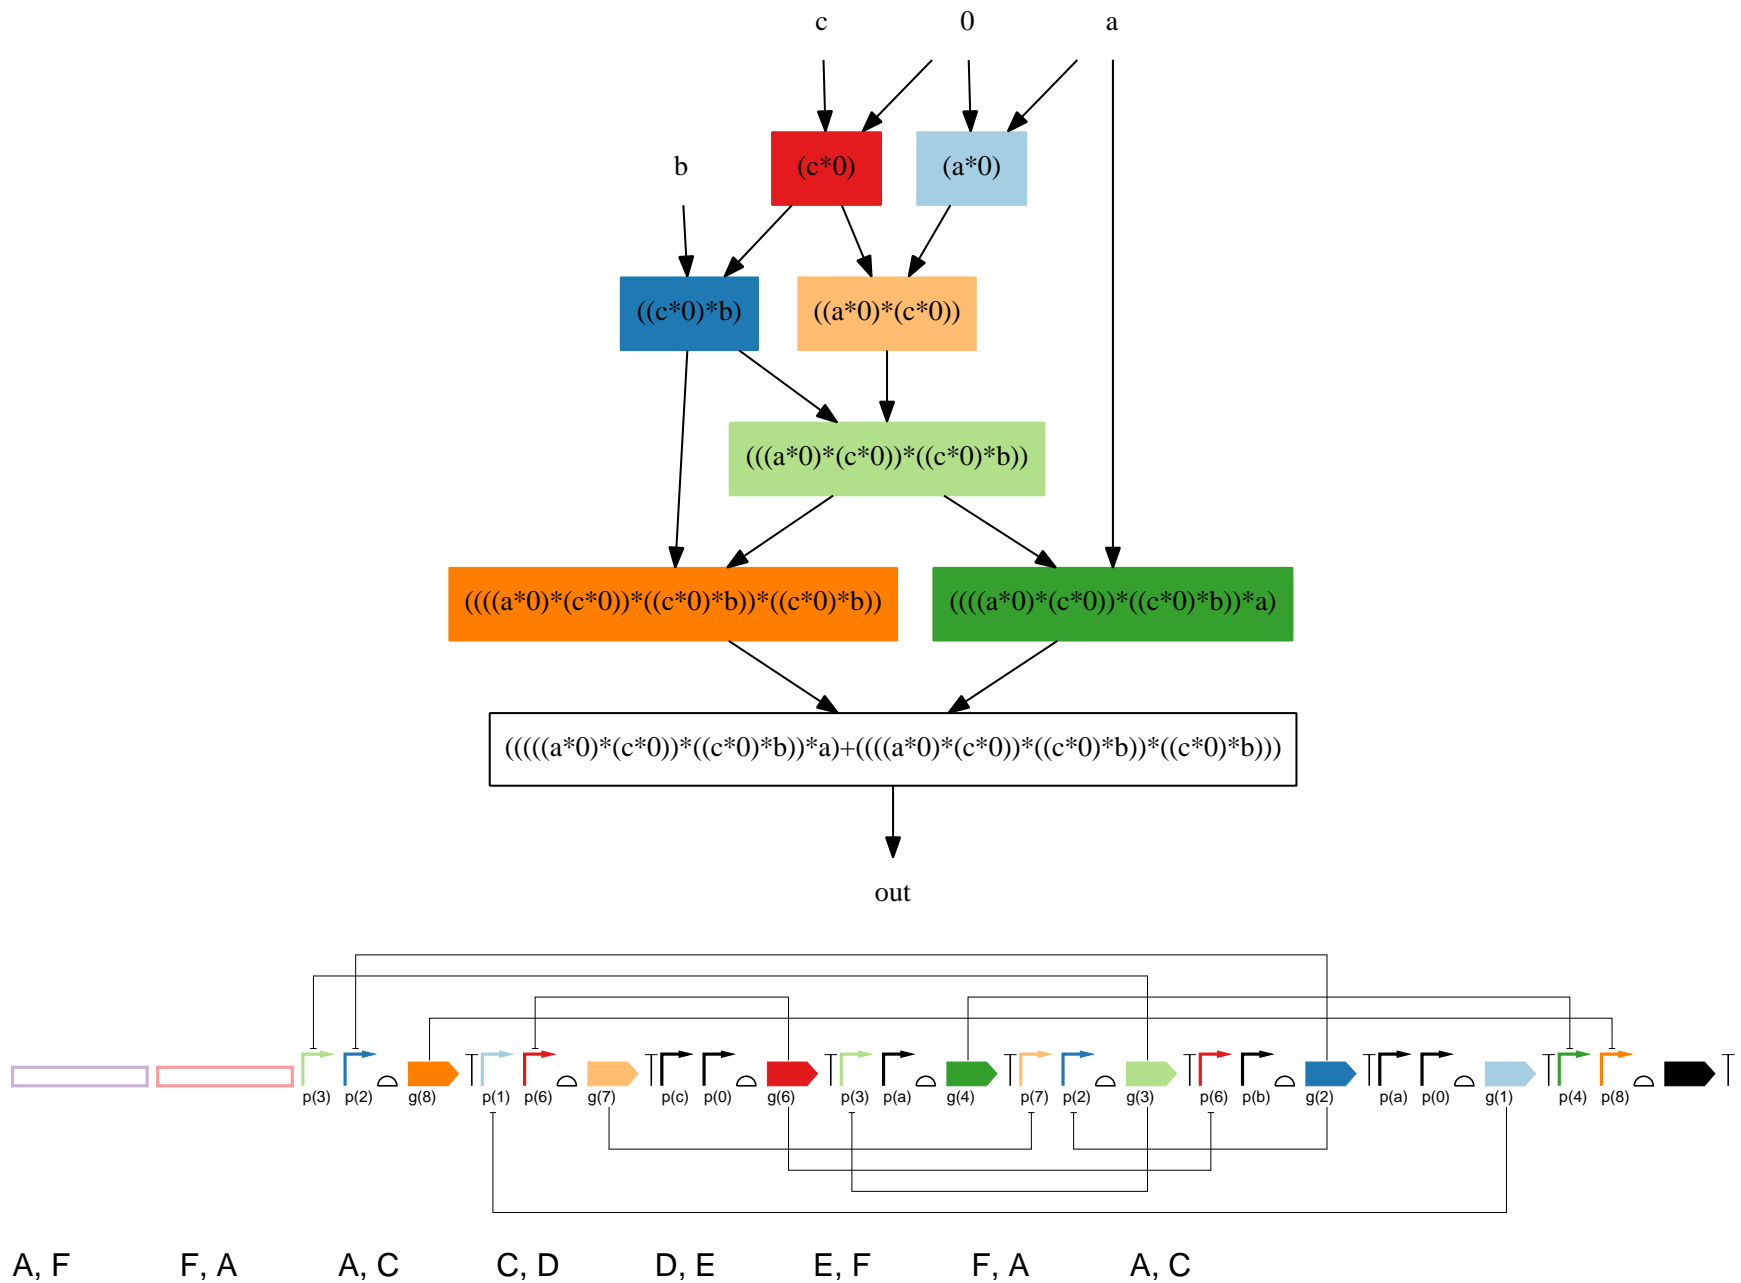 c 0 a
b (c*0) (a*0)
((c*0)*b) ((a*0)*(c*0))
(((a*0)*(c*0))*((c*0)*b))
((((a*0)*(c*0))*((c*0)*b))*((c*0)*b)) ((((a*0)*(c*0))*((c*0)*b))*a)
(((((a*0)*(c*0))*((c*0)*b))*a)+((((a*0)*(c*0))*((c*0)*b))*((c*0)*b)))
out
p(3) p(2) g(8) p(1) p(6) g(7) p(c) p(0) g(6) p(3) p(a) g(4) p(7) p(2) g(3) p(6) p(b) g(2) p(a) p(0) g(1) p(4) p(8)
A, F F, A A, C C, D D, E E, F F, A A, C